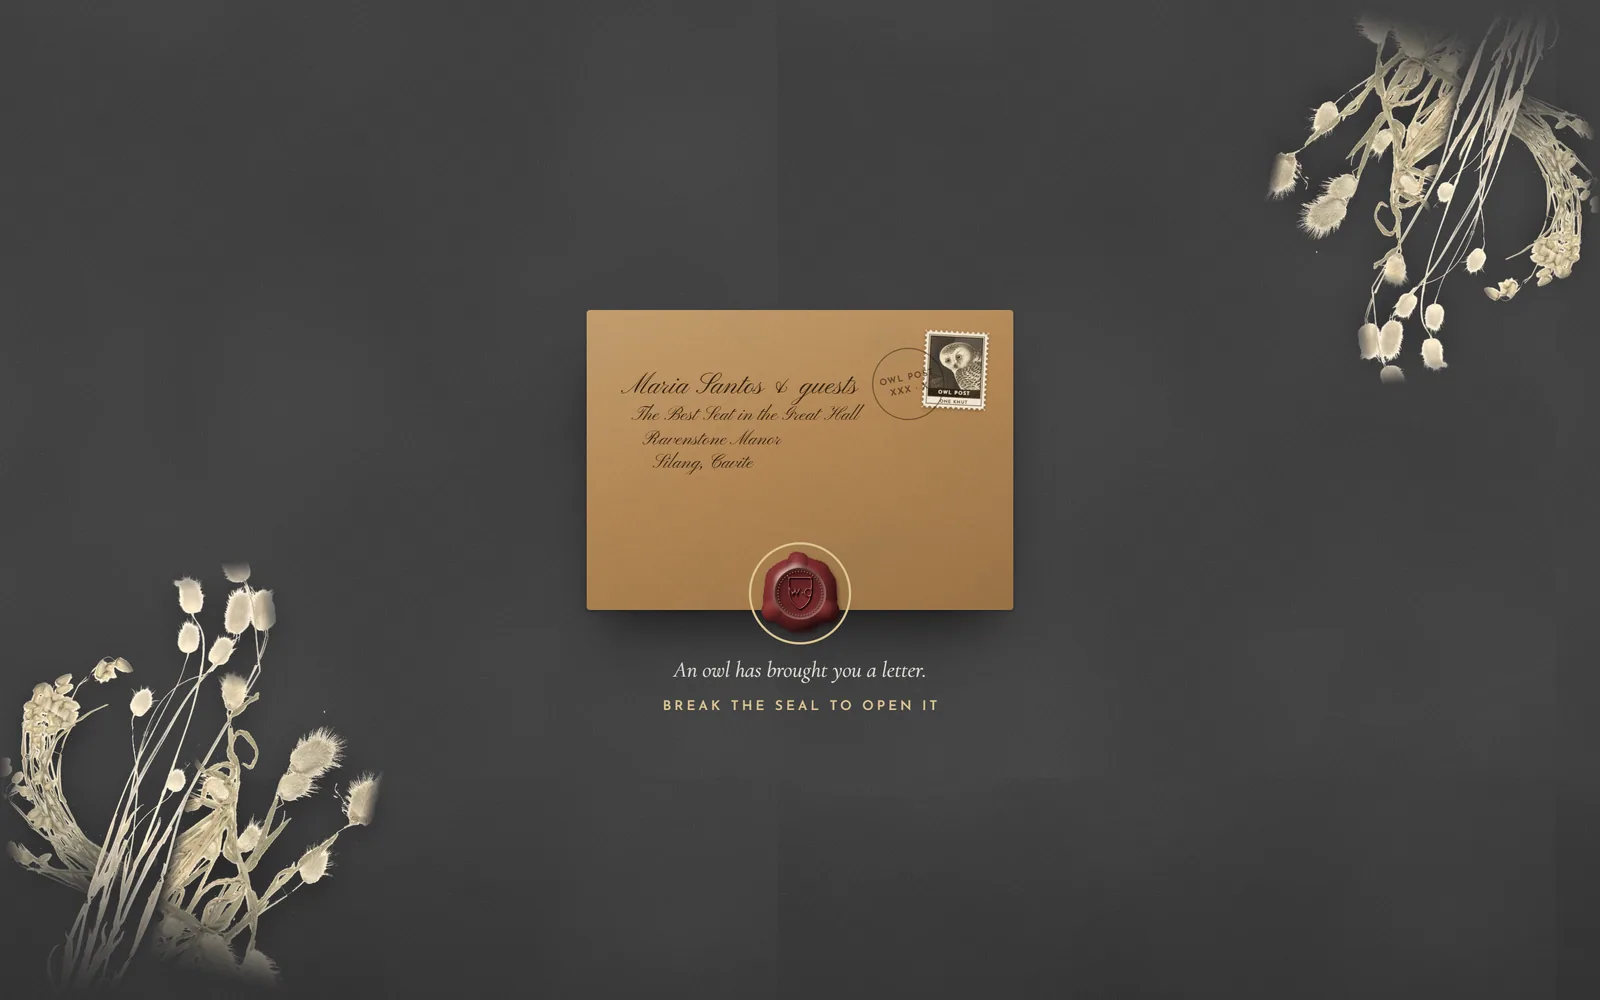 Maria Santos & guests
The Best Seat in the Great Hall
Ravenstone Manor
Silang, Cavite
OWL POST
XXX
OWL POST
ONE KNUT
W·C
An owl has brought you a letter.
BREAK THE SEAL TO OPEN IT